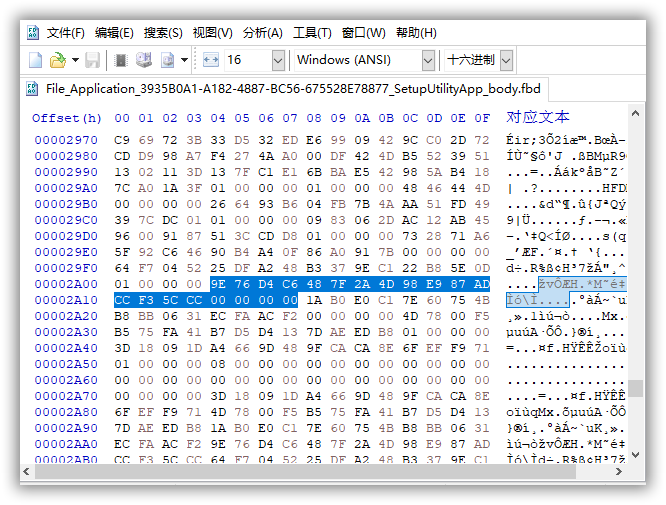 文件(F) 编辑(E) 搜索(S) 视图(V) 分析(A) 工具(T) 窗口(W) 帮助(H)
16 Windows (ANSI) 十六进制
File_Application_3935B0A1-A182-4887-BC56-675528E78877_SetupUtilityApp_body.fbd
Offset(h) 00 01 02 03 04 05 06 07 08 09 0A 0B 0C 0D 0E 0F 对应文本
00002970 C9 69 72 3B 33 D5 32 ED E6 99 09 42 9C C0 2D 72 Éir;3Õ2íæ™.BœÀ-
00002980 CD D9 98 A7 F4 27 4A A0 00 DF 42 4D B5 52 39 51 ÍÙ˜§ô'J .ßBMµR9
00002990 13 02 11 3D 13 7F C1 E1 6B BA E5 42 98 5A B4 18 ...=..Áákºå​B˜Z´
000029A0 7C A0 1A 3F 01 00 00 00 01 00 00 00 48 46 44 4D | .?........HFD
000029B0 00 00 00 00 26 64 93 B6 04 FB 7B 4A AA 51 FD 49 ....&d“¶.û{JªQý
000029C0 39 7C DC 01 01 00 00 00 09 83 06 2D AC 12 AB 45 9|Ü......ƒ.-¬.«
000029D0 96 00 91 87 51 3C CD D8 01 00 00 00 73 28 71 A6 –.‘‡Q<ÍØ....s(q
000029E0 5F 92 C6 46 90 B4 A4 0F 86 A0 91 7B 00 00 00 00 _’ÆF.´¤.† ‘{...
000029F0 64 F7 04 52 25 DF A2 48 B3 37 9E C1 22 B8 5E 0D d÷.R%ߢH³7žÁ"¸^
00002A00 01 00 00 00 9E 76 D4 C6 48 7F 2A 4D 98 E9 87 AD ....žvÔÆH.*M˜é‡
00002A10 CC F3 5C CC 00 00 00 00 1A B0 E0 C1 7E 60 75 4B Ìó\Ì.....°àÁ~`uK
00002A20 B8 BB 06 31 EC FA AC F2 00 00 00 00 4D 78 00 F5 ¸».1ìú¬ò....Mx.
00002A30 B5 75 FA 41 B7 D5 D4 13 7D AE ED B8 01 00 00 00 µuúA·ÕÔ.}®í¸...
00002A40 3D 18 09 1D A4 66 9D 48 9F CA CA 8E 6F EF F9 71 =...¤f.HŸÊÊŽoïù
00002A50 01 00 00 00 08 00 00 00 00 00 00 00 00 00 00 00 ...............
00002A60 00 00 00 00 00 00 00 00 00 00 00 00 00 00 00 00 ...............
00002A70 00 00 00 00 3D 18 09 1D A4 66 9D 48 9F CA CA 8E ....=...¤f.HŸÊÊ
00002A80 6F EF F9 71 4D 78 00 F5 B5 75 FA 41 B7 D5 D4 13 oïùqMx.õµuúA·ÕÔ
00002A90 7D AE ED B8 1A B0 E0 C1 7E 60 75 4B B8 BB 06 31 }®í¸.°àÁ~`uK¸».
00002AA0 EC FA AC F2 9E 76 D4 C6 48 7F 2A 4D 98 E9 87 AD ìú¬òžvÔÆH.*M˜é‡
00002AB0 CC F3 5C CC 64 F7 04 52 25 DF A2 48 B3 37 9E C1 Ìó\Ìd÷.R%ߢH³7ž